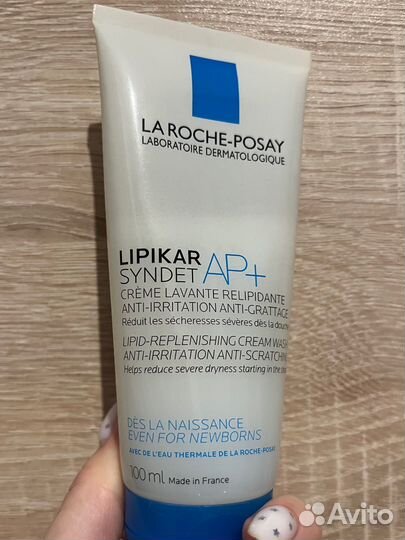 LA ROCHE-POSAY
LABORATOIRE DERMATOLOGIQUE
LIPIKAR
SYNDET AP+
CRÈME LAVANTE RELIPIDANTE
ANTI-IRRITATION ANTI-GRATTAGE
Réduit les sécheresses sévères dès la douche
LIPID-REPLENISHING CREAM WASH
ANTI-IRRITATION ANTI-SCRATCHING
Helps reduce severe dryness starting in the
DÈS LA NAISSANCE
EVEN FOR NEWBORNS
AVEC DE L'EAU THERMALE DE LA ROCHE-POSAY
100 ml Made in France
Avito